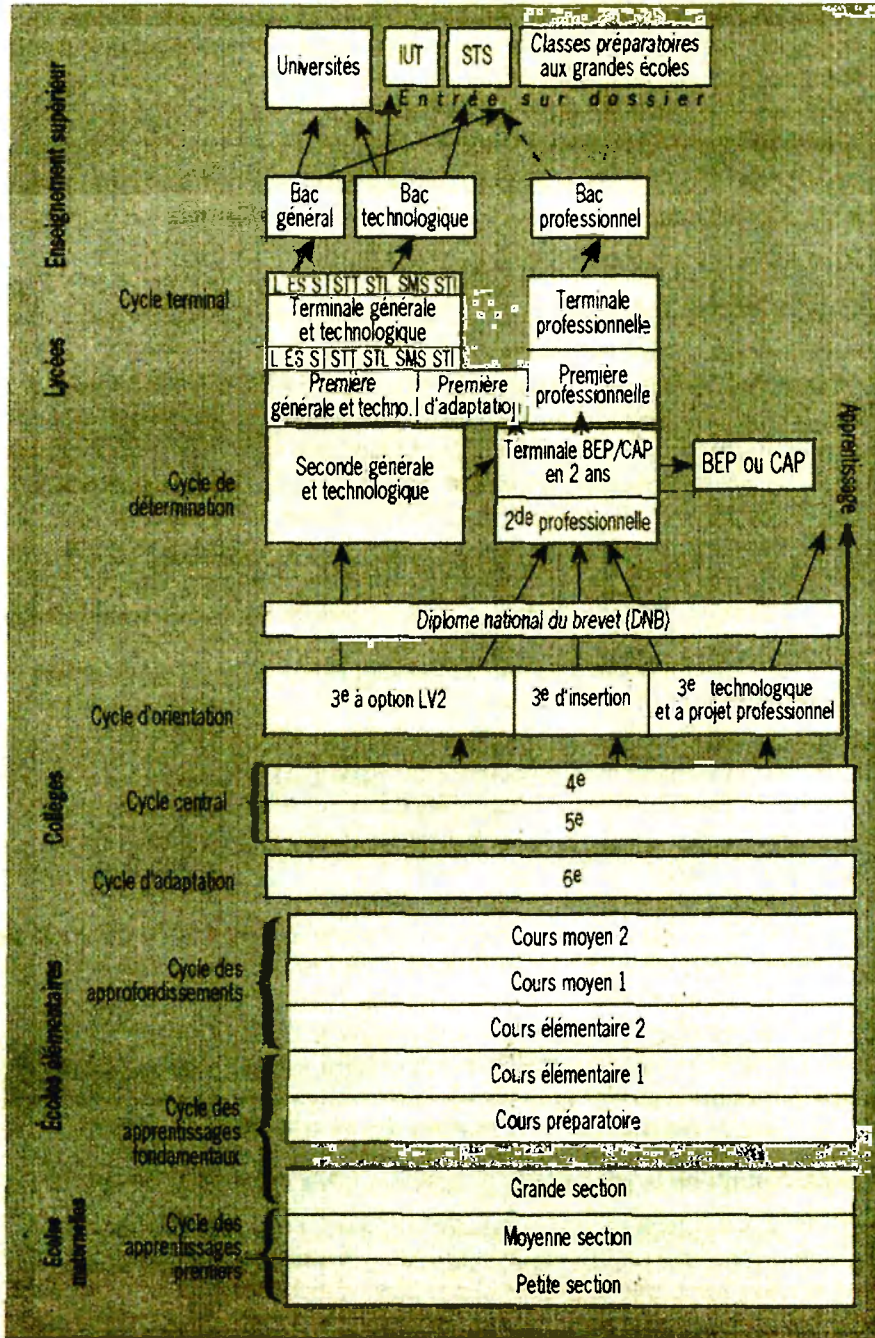 Enseignement supérieur
Universités
IUT
STS
Classes préparatoires
aux grandes écoles
Entrée sur dossier
Bac
général
Bac
technologique
Bac
professionnel
Lycées
Cycle terminal
L ES S STT STL SMS STI
Terminale générale
et technologique
L ES S STT STL SMS STI
Première
générale et techno.
Première
d'adaptation
Terminale
professionnelle
Première
professionnelle
Cycle de
détermination
Seconde générale
et technologique
Terminale BEP/CAP
en 2 ans
2de professionnelle
BEP ou CAP
Apprentissage
Diplome national du brevet (DNB)
Collèges
Cycle d'orientation
3e à option LV2
3e d'insertion
3e technologique
et a projet professionnel
Cycle central
4e
5e
Cycle d'adaptation
6e
Écoles élémentaires
Cycle des
approfondissements
Cours moyen 2
Cours moyen 1
Cours élémentaire 2
Cycle des
apprentissages
fondamentaux
Cours élémentaire 1
Cours préparatoire
Grande section
Écoles
maternelles
Cycle des
apprentissages
premiers
Moyenne section
Petite section